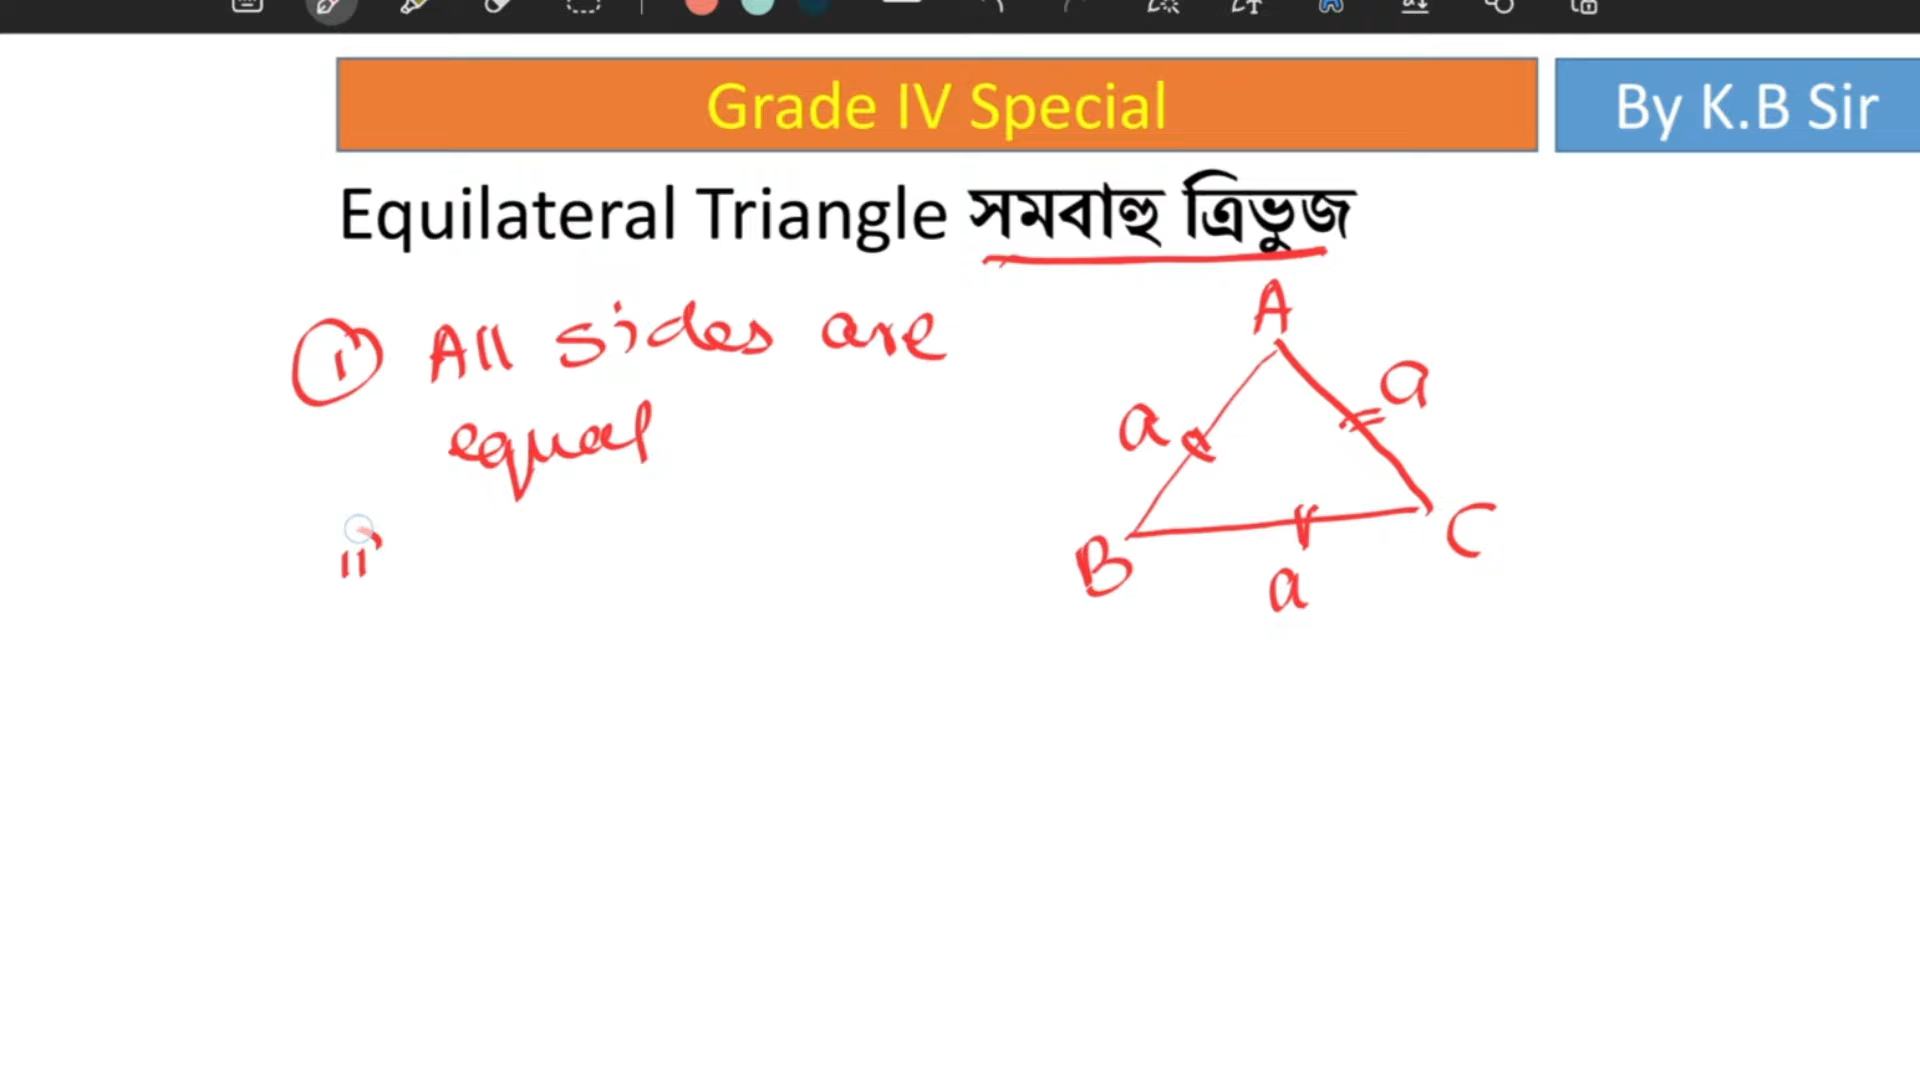 Grade IV Special
By K.B Sir
Equilateral Triangle সমবাহু ত্রিভুজ
i All sides are
equal
A
a
a
B
C
a
ii